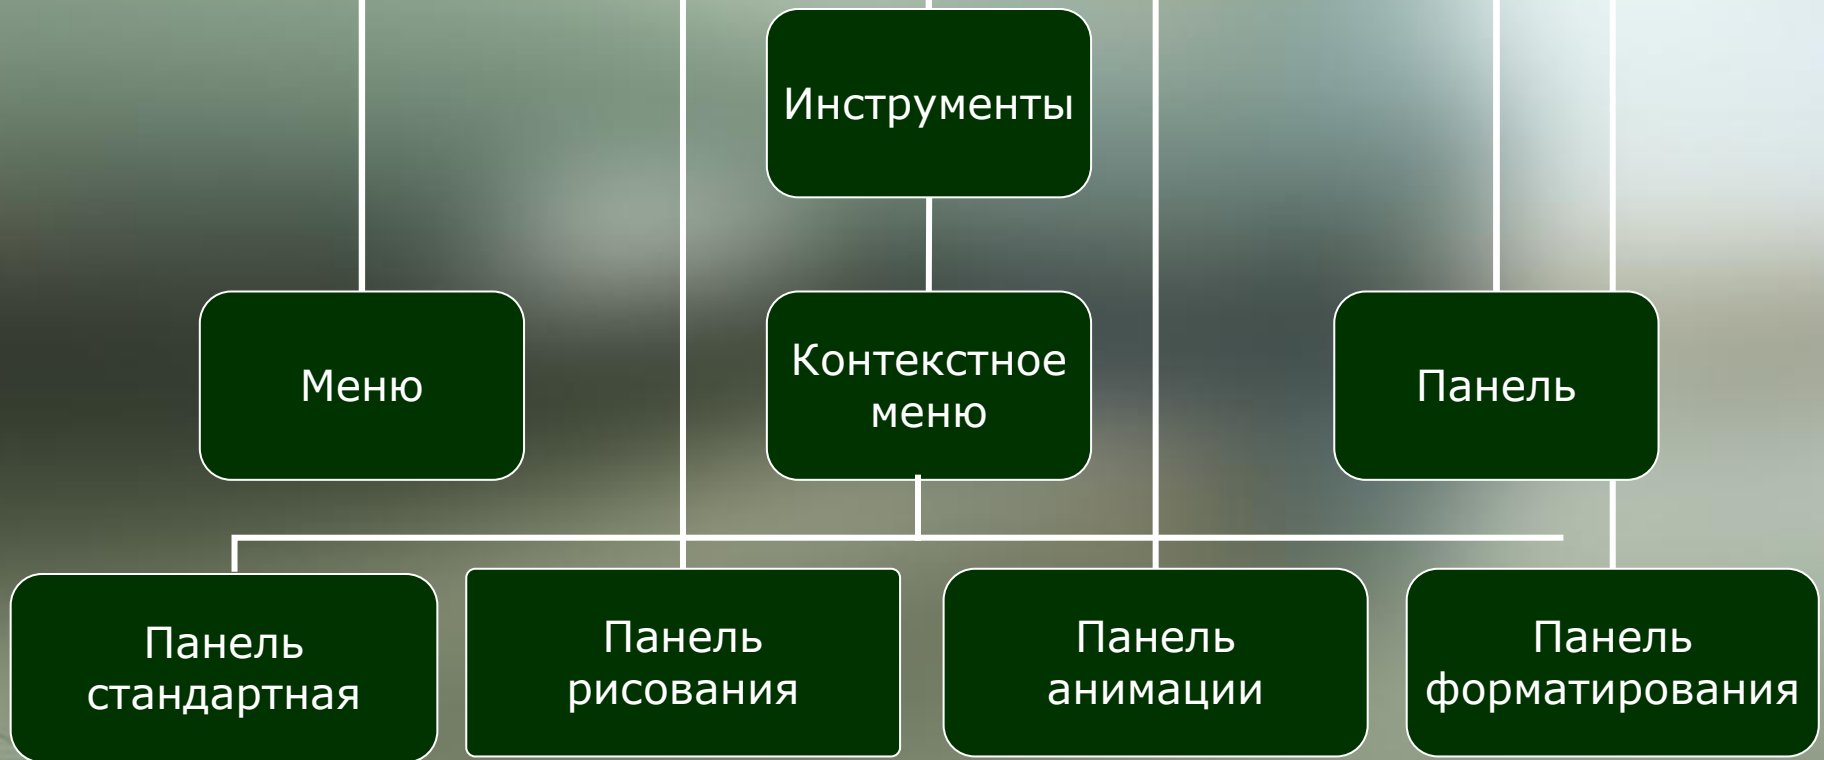 Инструменты
Меню
Контекстное
меню
Панель
Панель
стандартная
Панель
рисования
Панель
анимации
Панель
форматирования